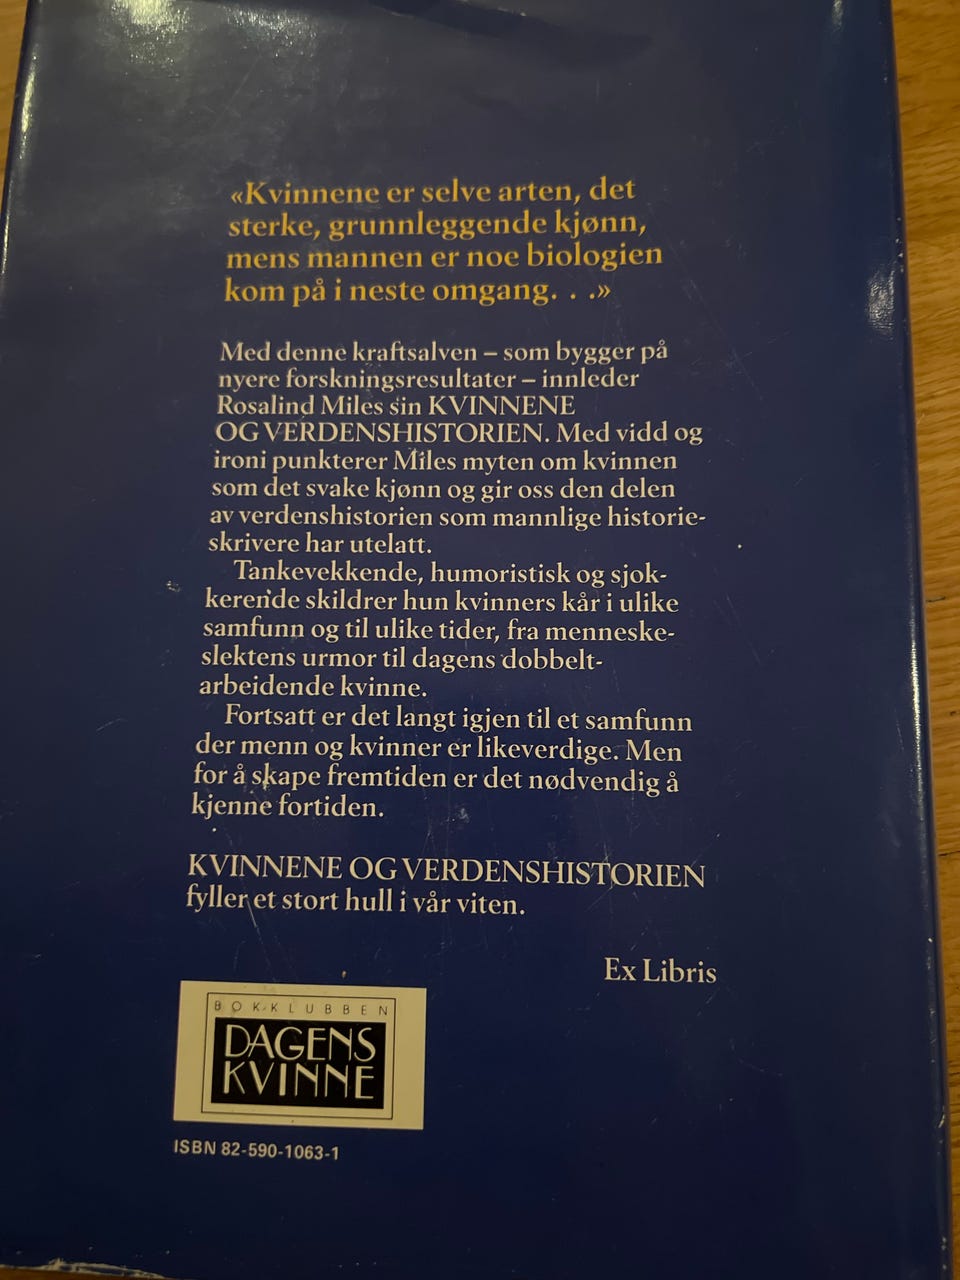 «Kvinnene er selve arten, det
sterke, grunnleggende kjønn,
mens mannen er noe biologien
kom på i neste omgang. . .»
Med denne kraftsalven – som bygger på
nyere forskningsresultater – innleder
Rosalind Miles sin KVINNENE
OG VERDENSHISTORIEN. Med vidd og
ironi punkterer Miles myten om kvinnen
som det svake kjønn og gir oss den delen
av verdenshistorien som mannlige historie-
skrivere har utelatt.
Tankevekkende, humoristisk og sjok-
kerende skildrer hun kvinners kår i ulike
samfunn og til ulike tider, fra menneske-
slektens urmor til dagens dobbelt-
arbeidende kvinne.
Fortsatt er det langt igjen til et samfunn
der menn og kvinner er likeverdige. Men
for å skape fremtiden er det nødvendig å
kjenne fortiden.
KVINNENE OG VERDENSHISTORIEN
fyller et stort hull i vår viten.
Ex Libris
BOKKLUBBEN
DAGENS
KVINNE
ISBN 82-590-1063-1